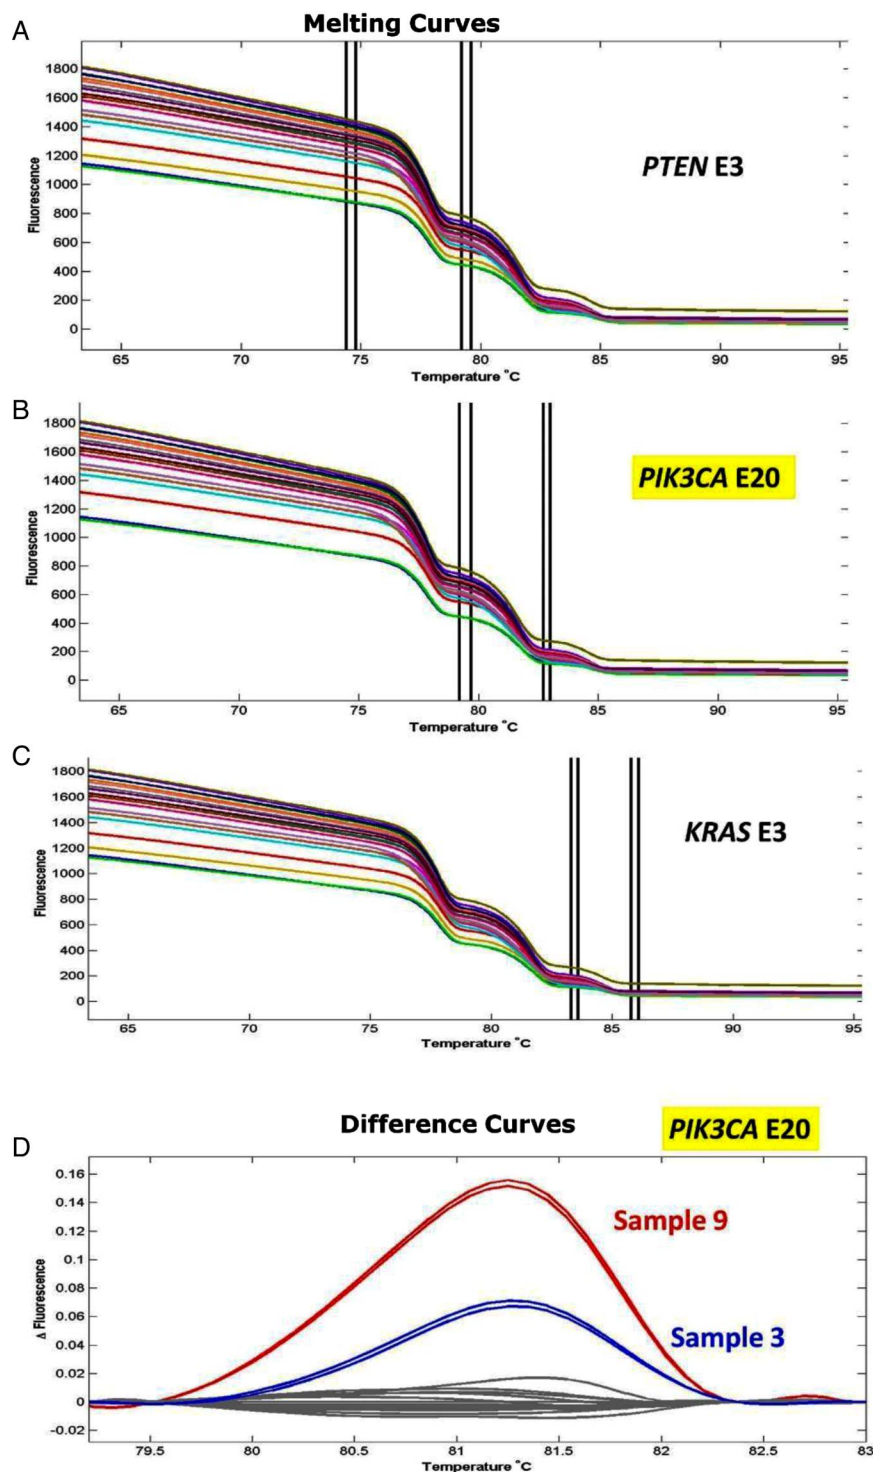 A
Melting Curves
1800
1600
1400
1200
1000
800
600
400
200
0
Fluorescence
PTEN E3
65 70 75 80 85 90 95
Temperature °C
B
1800
1600
1400
1200
1000
800
600
400
200
0
Fluorescence
PIK3CA E20
65 70 75 80 85 90 95
Temperature °C
C
1800
1600
1400
1200
1000
800
600
400
200
0
Fluorescence
KRAS E3
65 70 75 80 85 90 95
Temperature °C
Difference Curves
PIK3CA E20
D
0.16
0.14
0.12
0.1
0.08
0.06
0.04
0.02
0
-0.02
Δ Fluorescence
Sample 9
Sample 3
79.5 80 80.5 81 81.5 82 82.5 83
Temperature °C